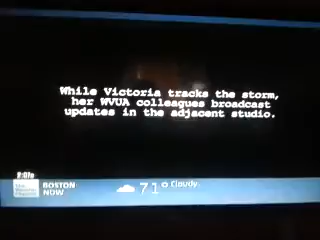 While Victoria tracks the storm,
her WVUA colleagues broadcast
updates in the adjacent studio.
BOSTON
NOW
71° Cloudy